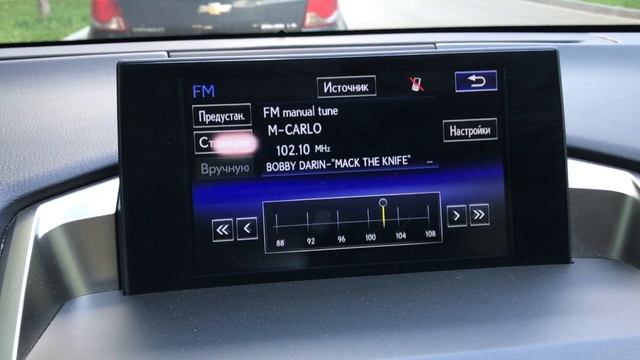 FM
Источник
Предустан.
FM manual tune
M-CARLO
Настройки
102.10 MHz
Вручную
BOBBY DARIN-"MACK THE KNIFE" ...
« < > »
88 92 96 100 104 108